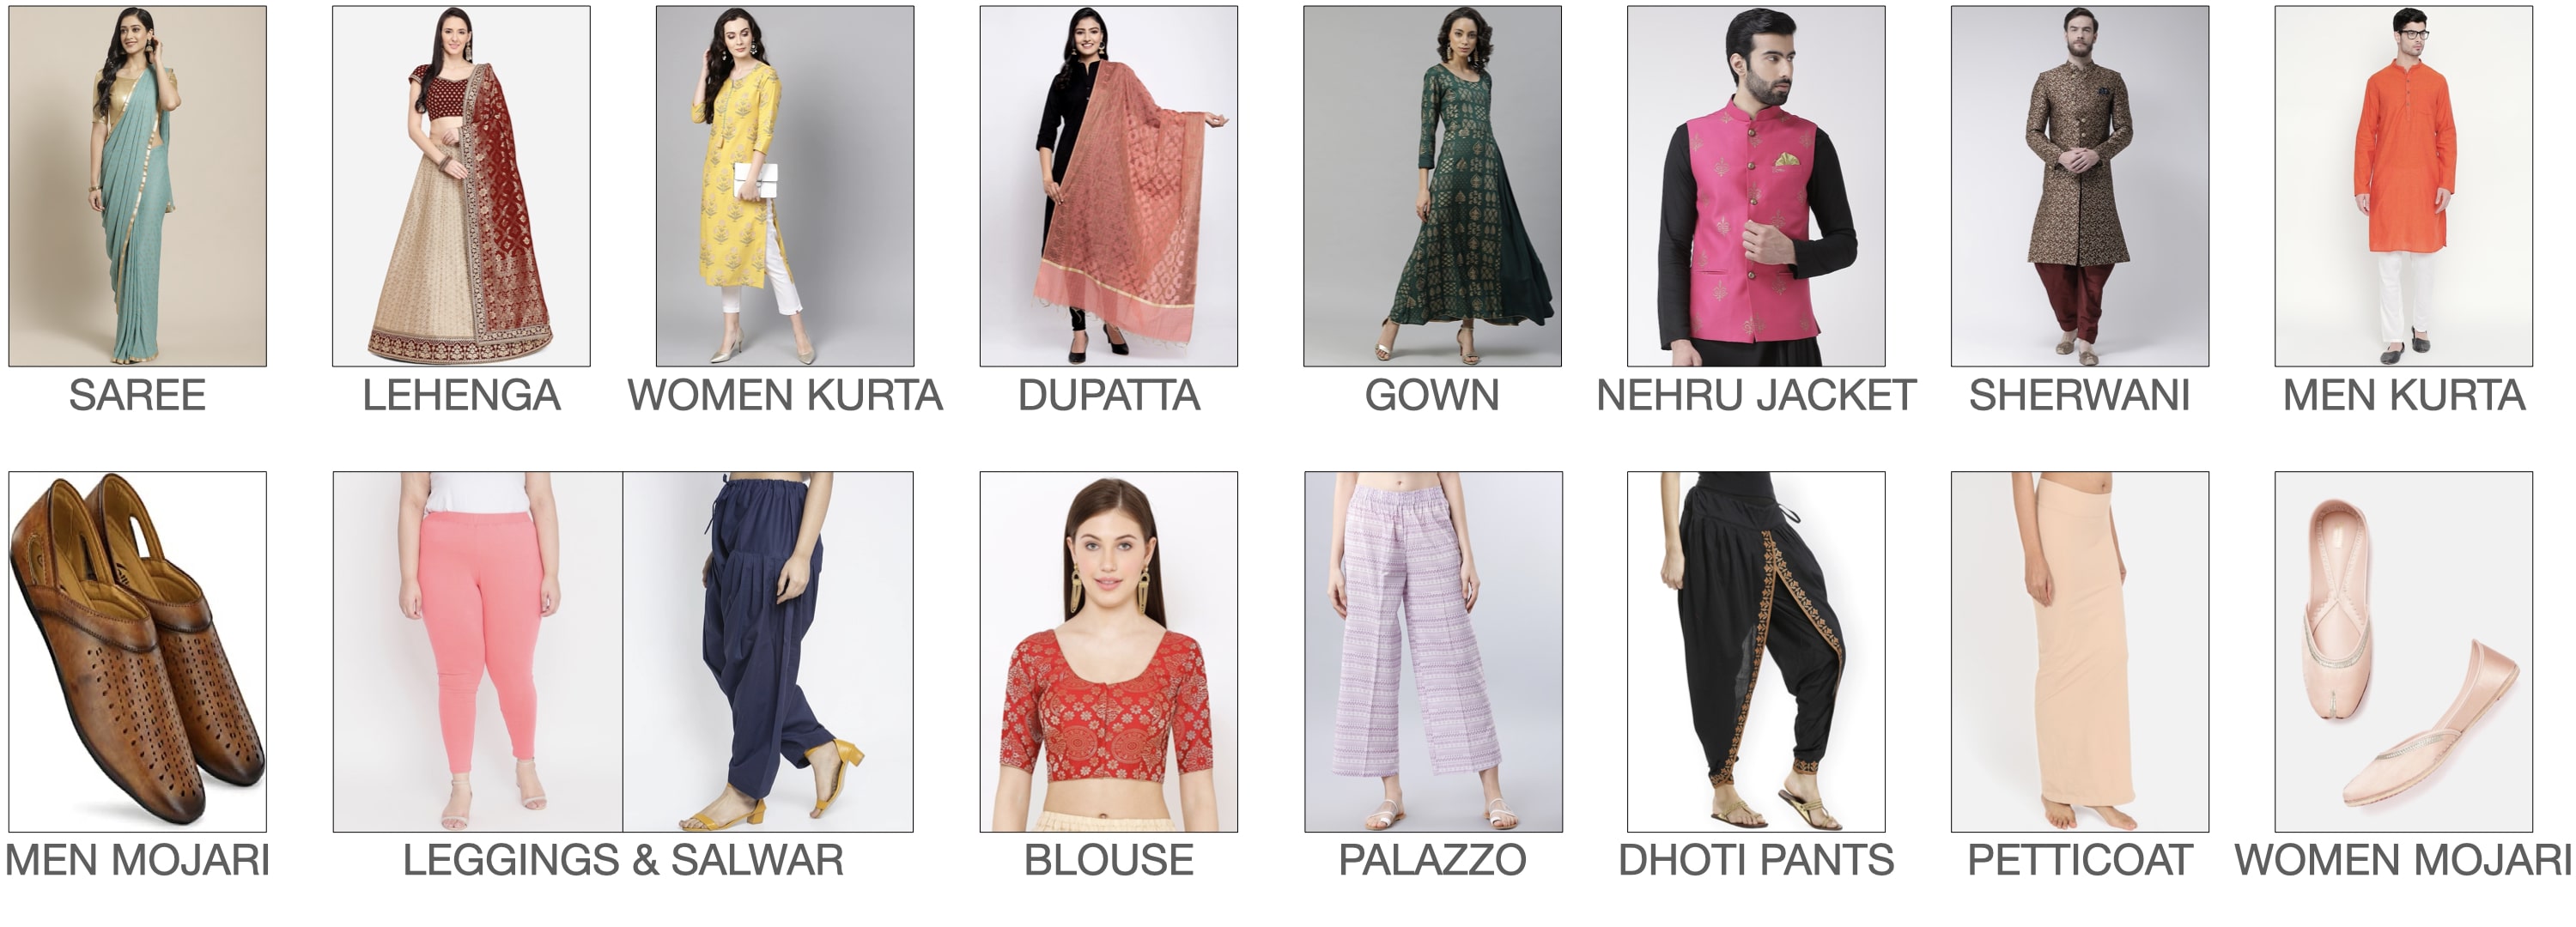 SAREE
LEHENGA
WOMEN KURTA
DUPATTA
GOWN
NEHRU JACKET
SHERWANI
MEN KURTA
MEN MOJARI
LEGGINGS & SALWAR
BLOUSE
PALAZZO
DHOTI PANTS
PETTICOAT
WOMEN MOJARI